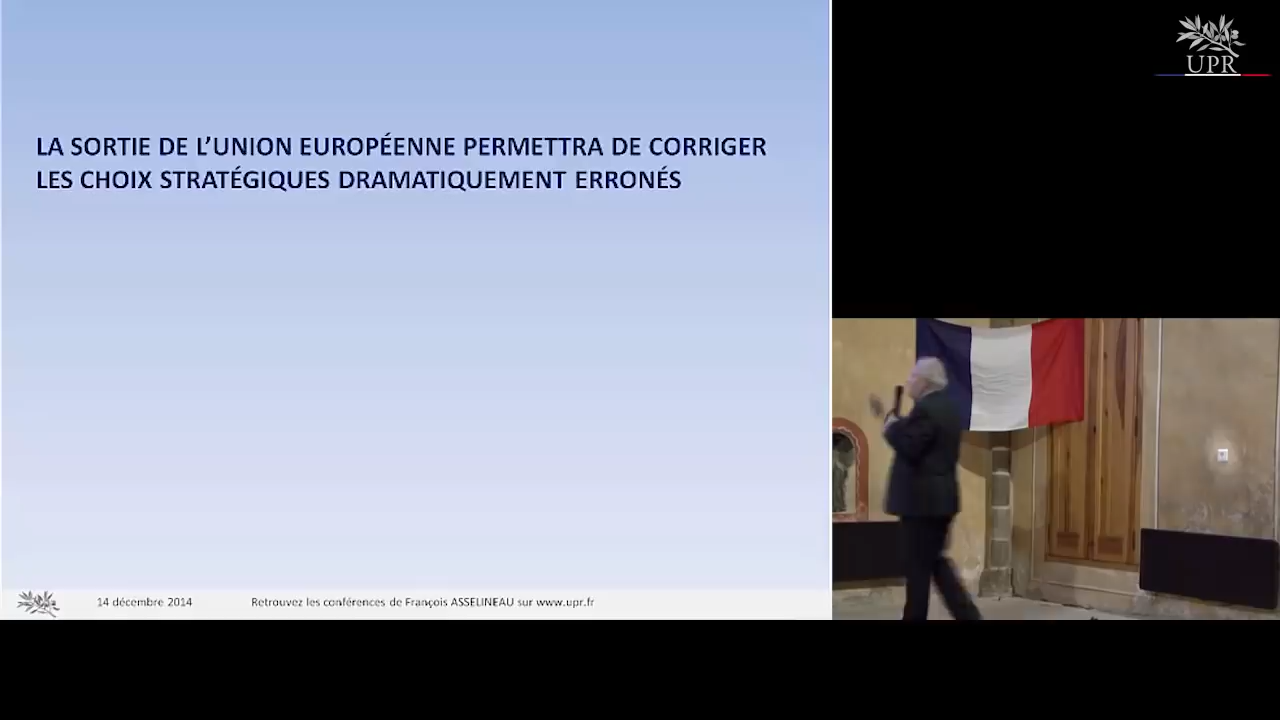 UPR
LA SORTIE DE L’UNION EUROPÉENNE PERMETTRA DE CORRIGER
LES CHOIX STRATÉGIQUES DRAMATIQUEMENT ERRONÉS
14 décembre 2014
Retrouvez les conférences de François ASSELINEAU sur www.upr.fr